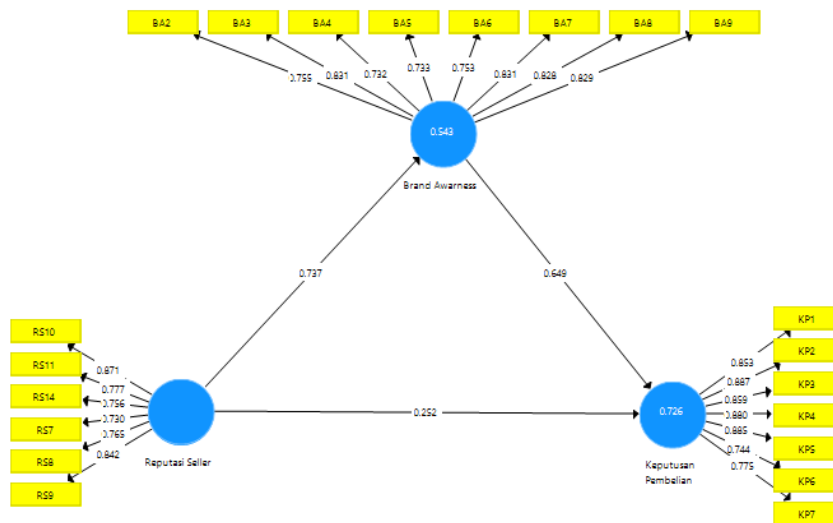 BA2 BA3 BA4 BA5 BA6 BA7 BA8 BA9
0.755 0.831 0.732 0.733 0.753 0.831 0.828 0.829
0.543
Brand Awarness
0.737
0.649
RS10
RS11
RS14
RS7
RS8
RS9
0.871
0.777
0.756
0.730
0.765
0.842
Reputasi Seller
0.252
0.726
Keputusan
Pembelian
0.853
0.887
0.859
0.880
0.885
0.744
0.775
KP1
KP2
KP3
KP4
KP5
KP6
KP7